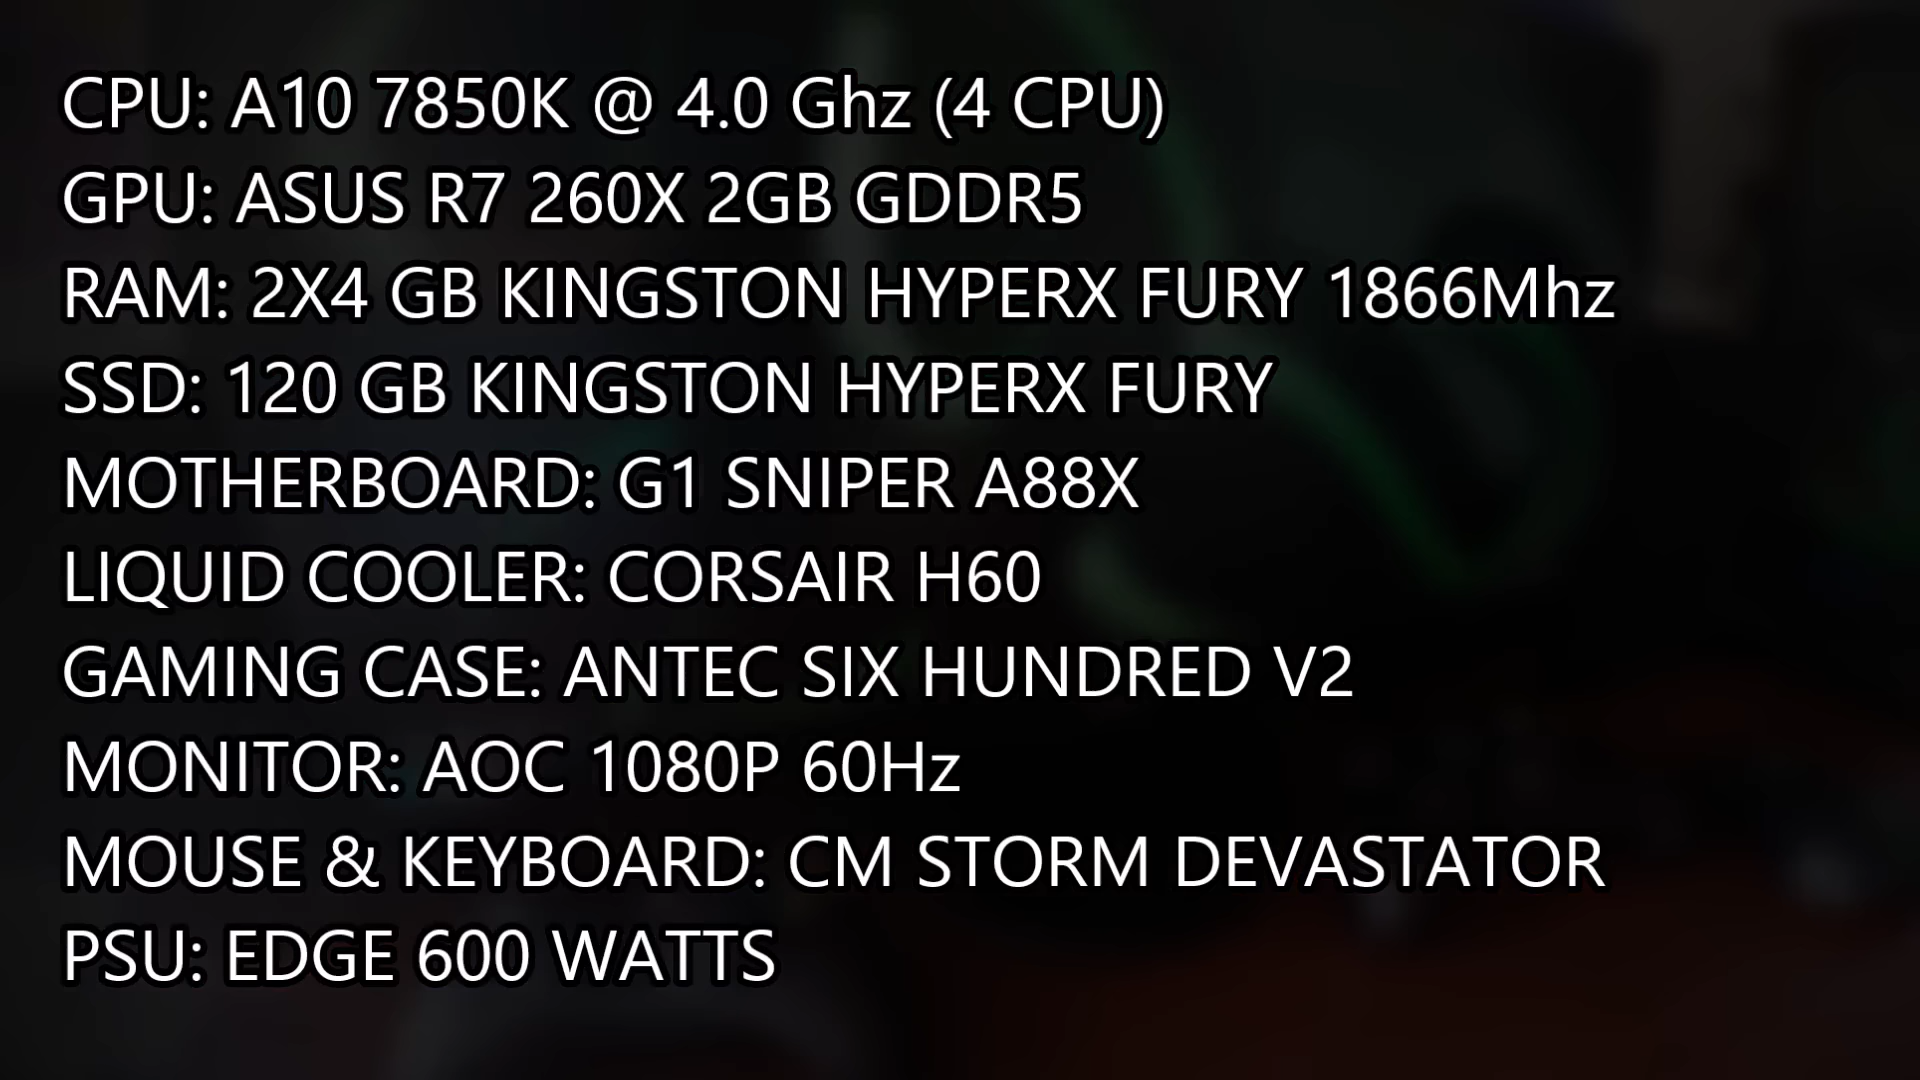 CPU: A10 7850K @ 4.0 Ghz (4 CPU)
GPU: ASUS R7 260X 2GB GDDR5
RAM: 2X4 GB KINGSTON HYPERX FURY 1866Mhz
SSD: 120 GB KINGSTON HYPERX FURY
MOTHERBOARD: G1 SNIPER A88X
LIQUID COOLER: CORSAIR H60
GAMING CASE: ANTEC SIX HUNDRED V2
MONITOR: AOC 1080P 60Hz
MOUSE & KEYBOARD: CM STORM DEVASTATOR
PSU: EDGE 600 WATTS